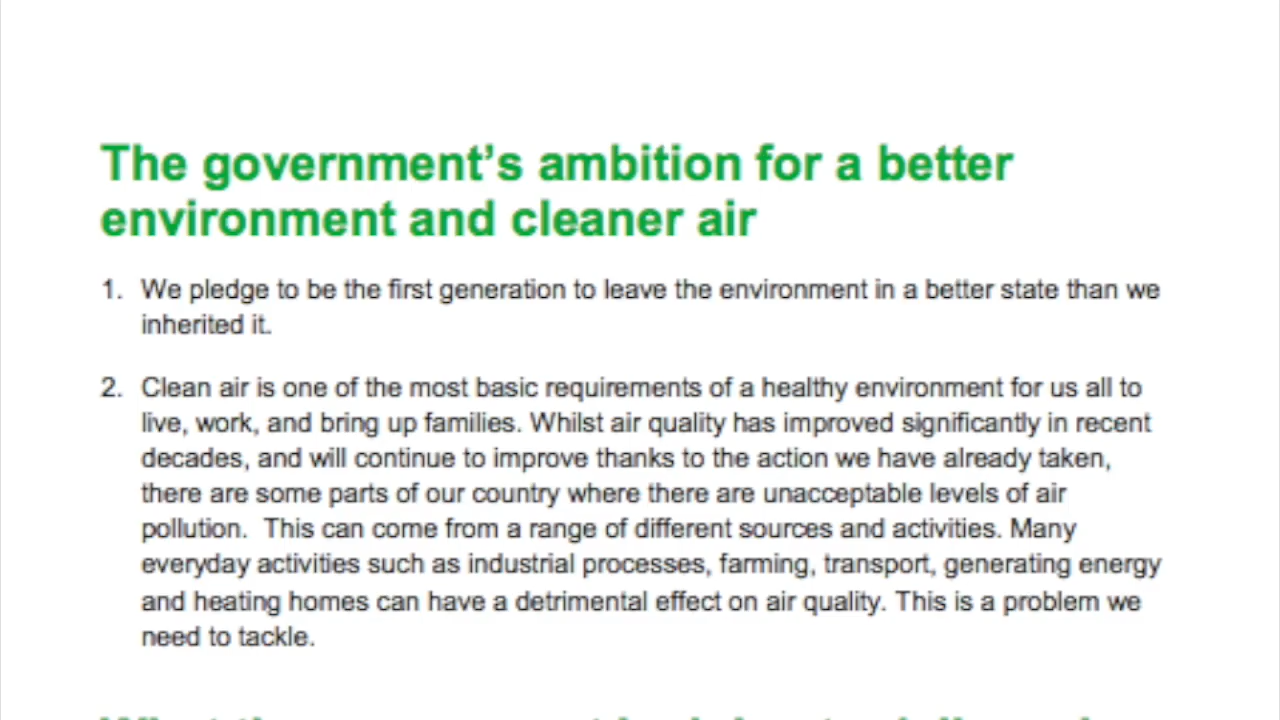 The government’s ambition for a better
environment and cleaner air
1. We pledge to be the first generation to leave the environment in a better state than we
inherited it.
2. Clean air is one of the most basic requirements of a healthy environment for us all to
live, work, and bring up families. Whilst air quality has improved significantly in recent
decades, and will continue to improve thanks to the action we have already taken,
there are some parts of our country where there are unacceptable levels of air
pollution.  This can come from a range of different sources and activities. Many
everyday activities such as industrial processes, farming, transport, generating energy
and heating homes can have a detrimental effect on air quality. This is a problem we
need to tackle.